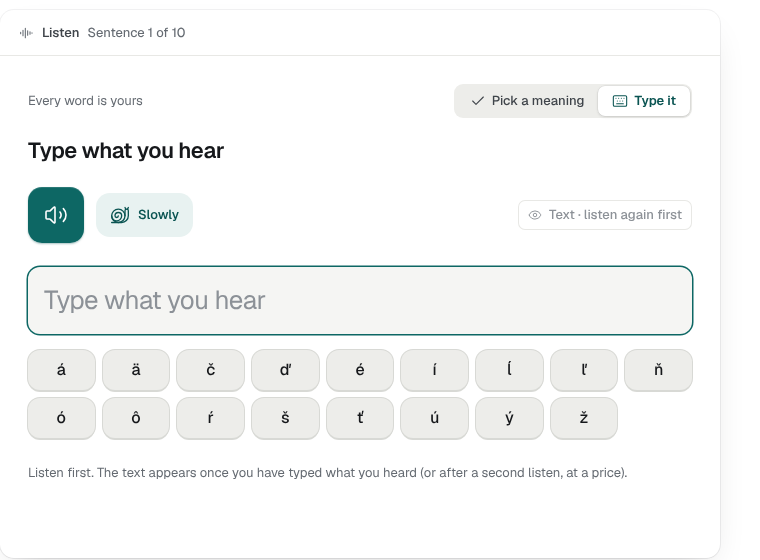 Listen Sentence 1 of 10
Every word is yours
Pick a meaning
Type it
Type what you hear
Slowly
Text · listen again first
Type what you hear
á ä č ď é í ĺ ľ ň
ó ô ŕ š ť ú ý ž
Listen first. The text appears once you have typed what you heard (or after a second listen, at a price).